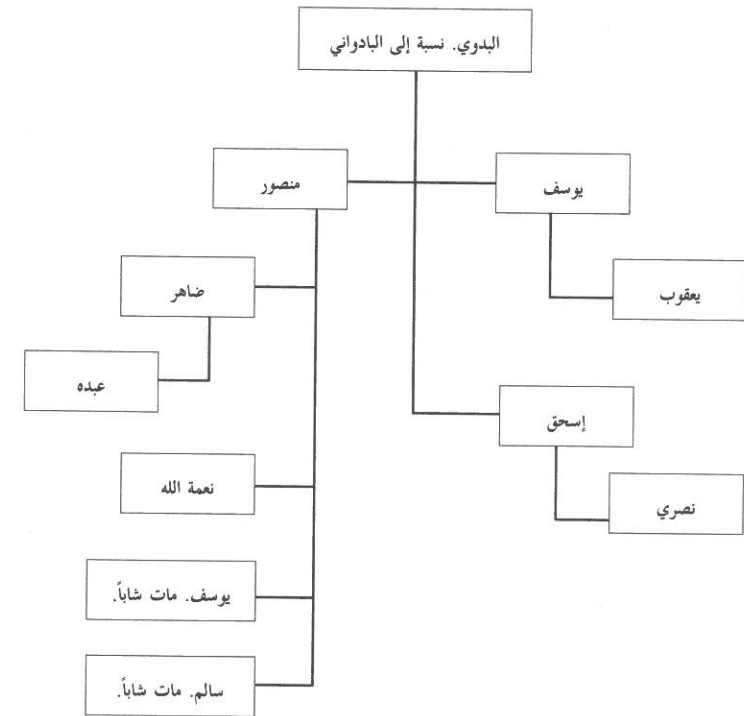 البدوي. نسبة إلى البادواني
يوسف
منصور
يعقوب
ضاهر
عبده
إسحق
نعمة الله
نصري
يوسف. مات شاباً.
سالم. مات شاباً.